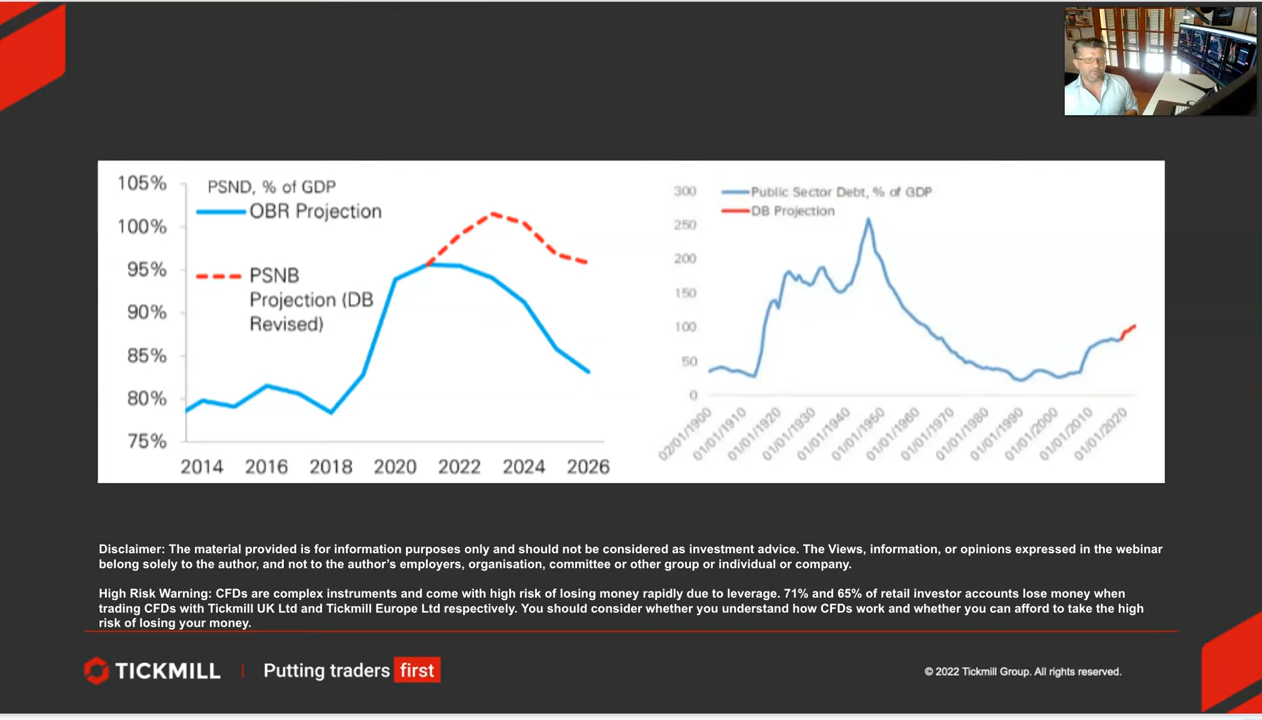 105%
100%
95%
90%
85%
80%
75%
PSND, % of GDP
OBR Projection
PSNB
Projection (DB
Revised)
2014 2016 2018 2020 2022 2024 2026
300
250
200
150
100
50
0
Public Sector Debt, % of GDP
DB Projection
02/01/1900
01/01/1910
01/01/1920
01/01/1930
01/01/1940
01/01/1950
01/01/1960
01/01/1970
01/01/1980
01/01/1990
01/01/2000
01/01/2010
01/01/2020
Disclaimer: The material provided is for information purposes only and should not be considered as investment advice. The Views, information, or opinions expressed in the webinar
belong solely to the author, and not to the author's employers, organisation, committee or other group or individual or company.
High Risk Warning: CFDs are complex instruments and come with high risk of losing money rapidly due to leverage. 71% and 65% of retail investor accounts lose money when
trading CFDs with Tickmill UK Ltd and Tickmill Europe Ltd respectively. You should consider whether you understand how CFDs work and whether you can afford to take the high
risk of losing your money.
TICKMILL | Putting traders first
© 2022 Tickmill Group. All rights reserved.